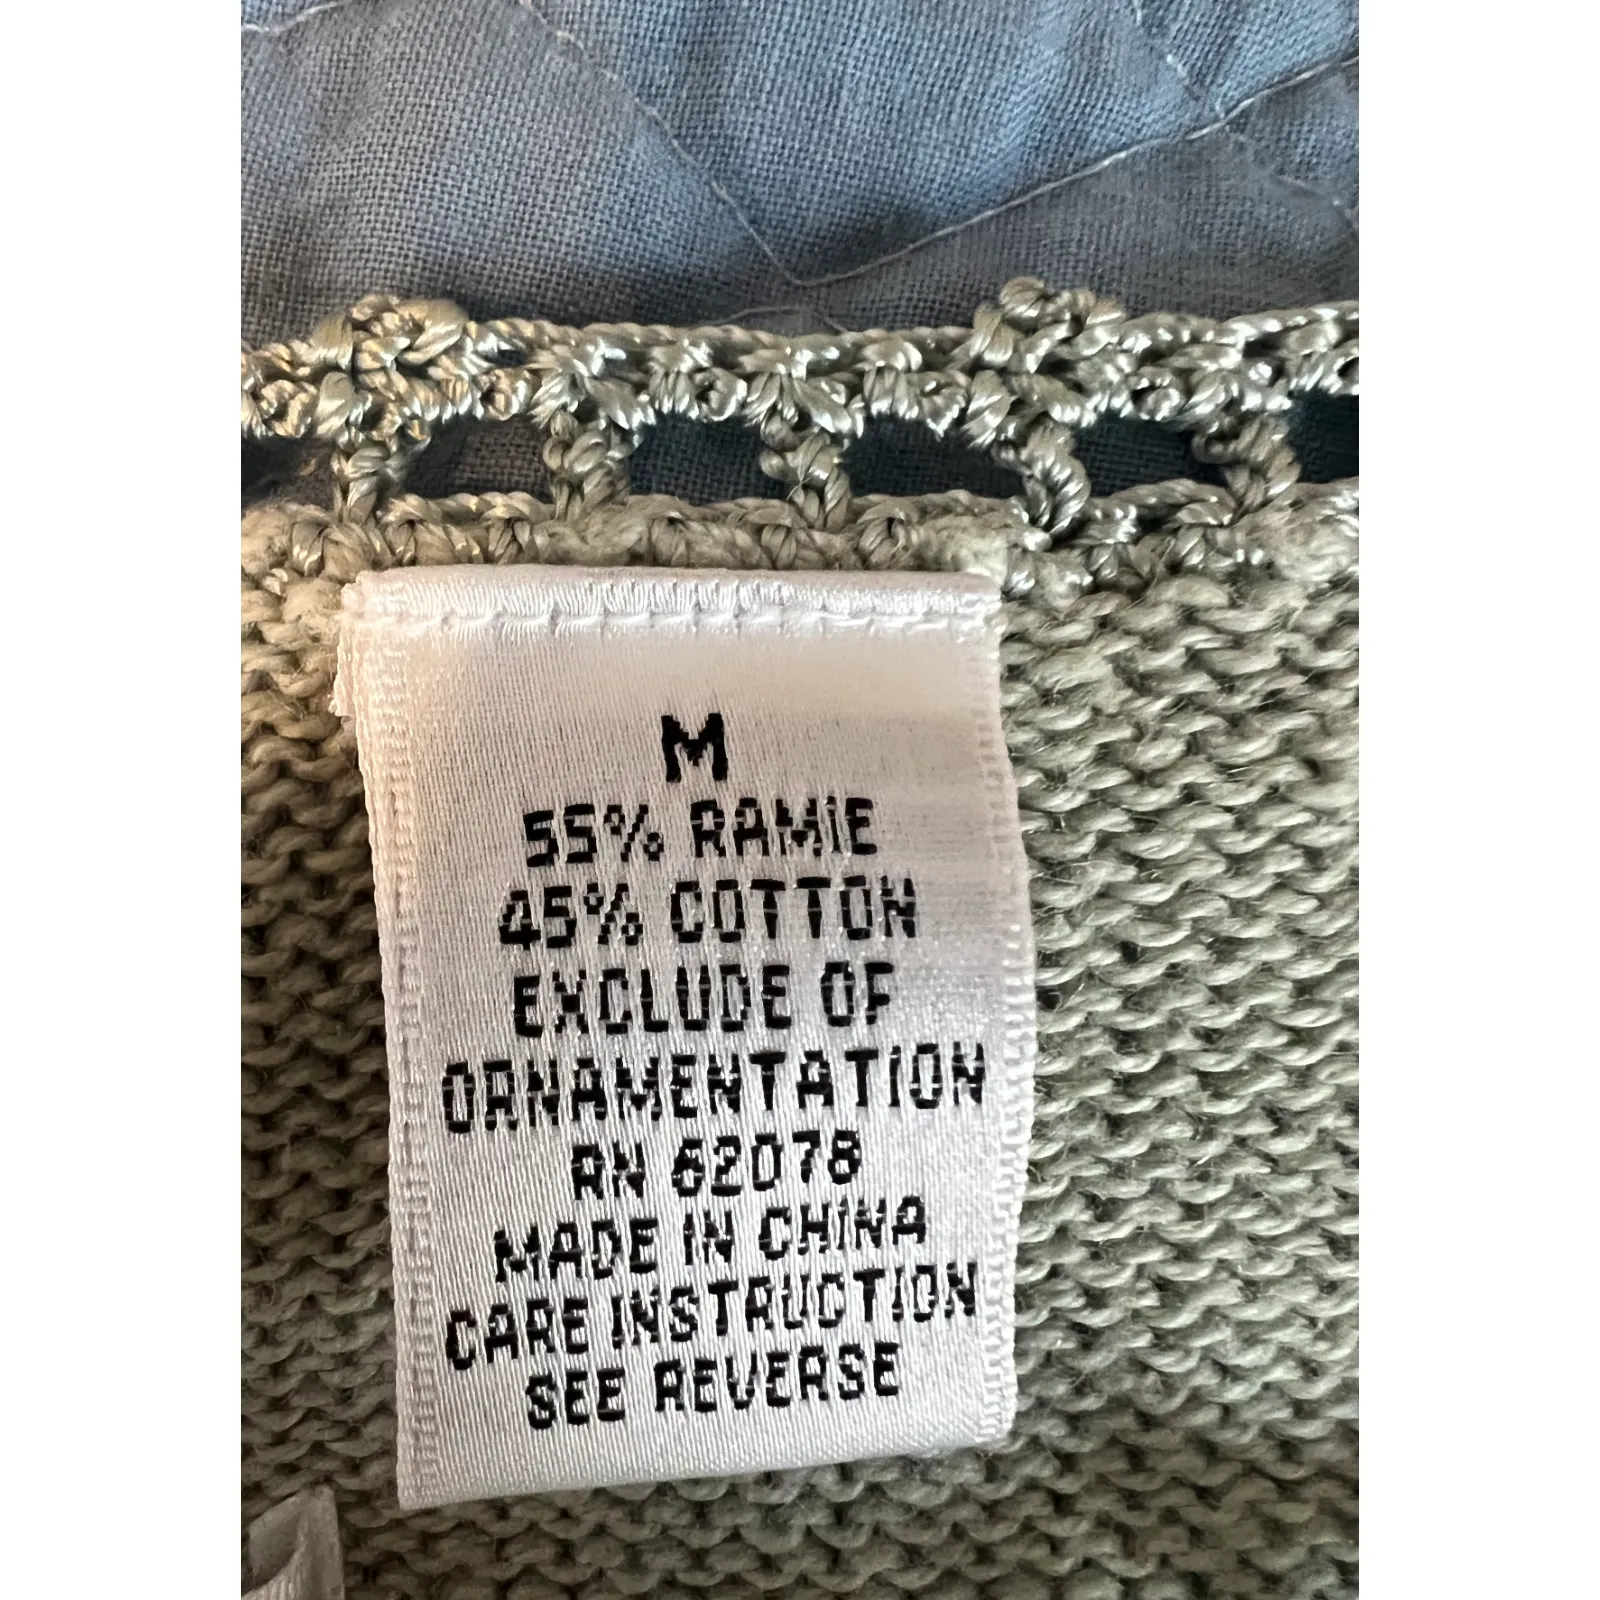 M
55% RAMIE
45% COTTON
EXCLUDE OF
ORNAMENTATION
RN 62078
MADE IN CHINA
CARE INSTRUCTION
SEE REVERSE